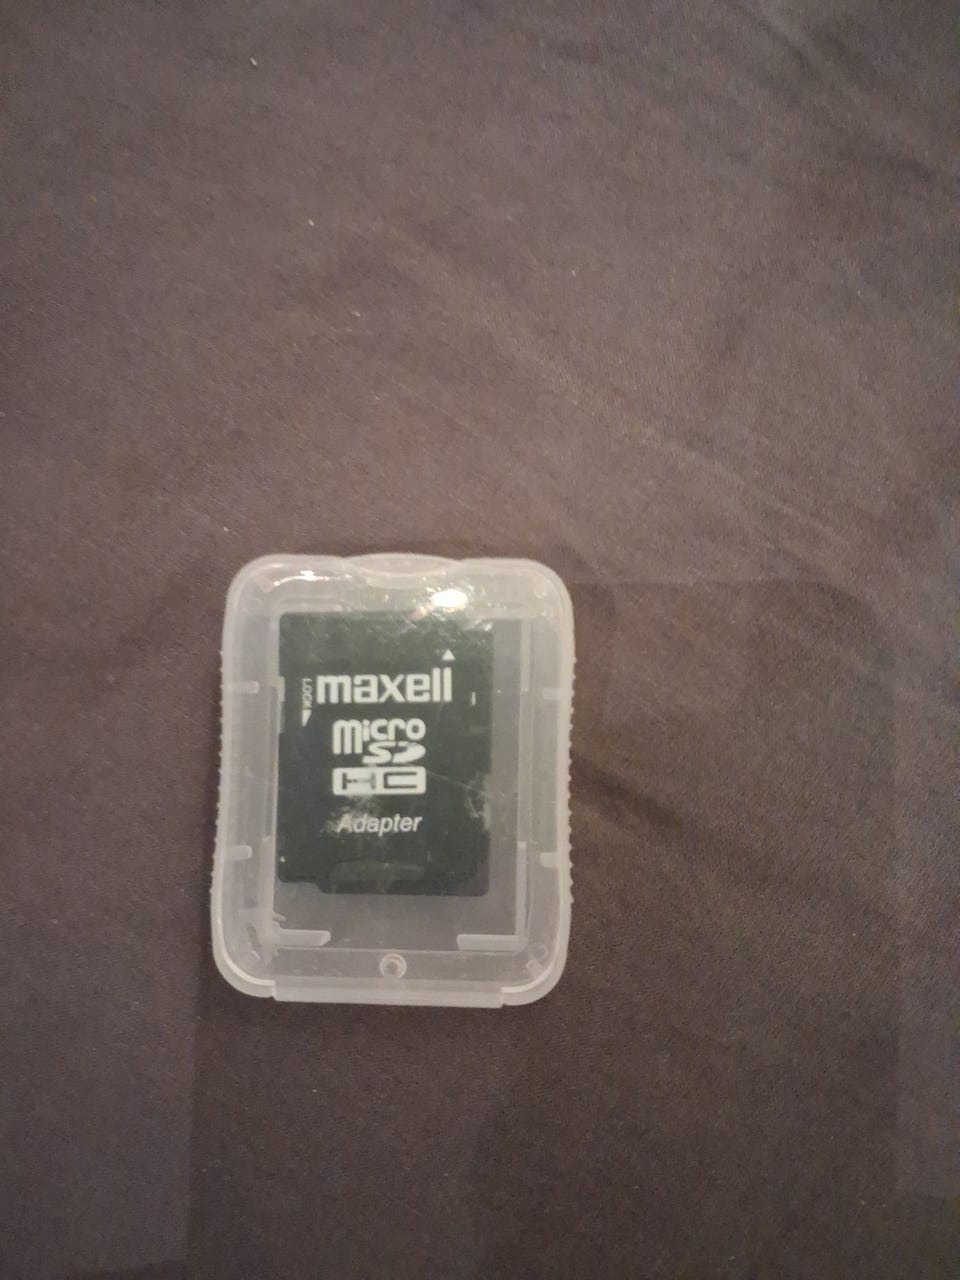 maxell
LOCK
micro
SD
HC
Adapter